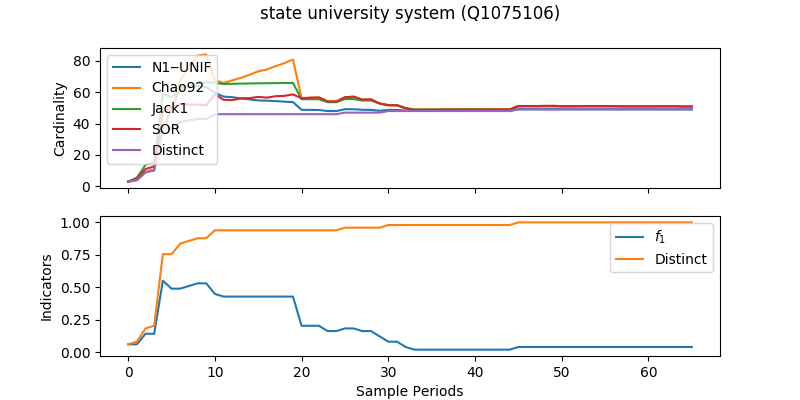 state university system (Q1075106)
80
60
40
20
0
Cardinality
N1−UNIF
Chao92
Jack1
SOR
Distinct
1.00
0.75
0.50
0.25
0.00
Indicators
f1
Distinct
0 10 20 30 40 50 60
Sample Periods